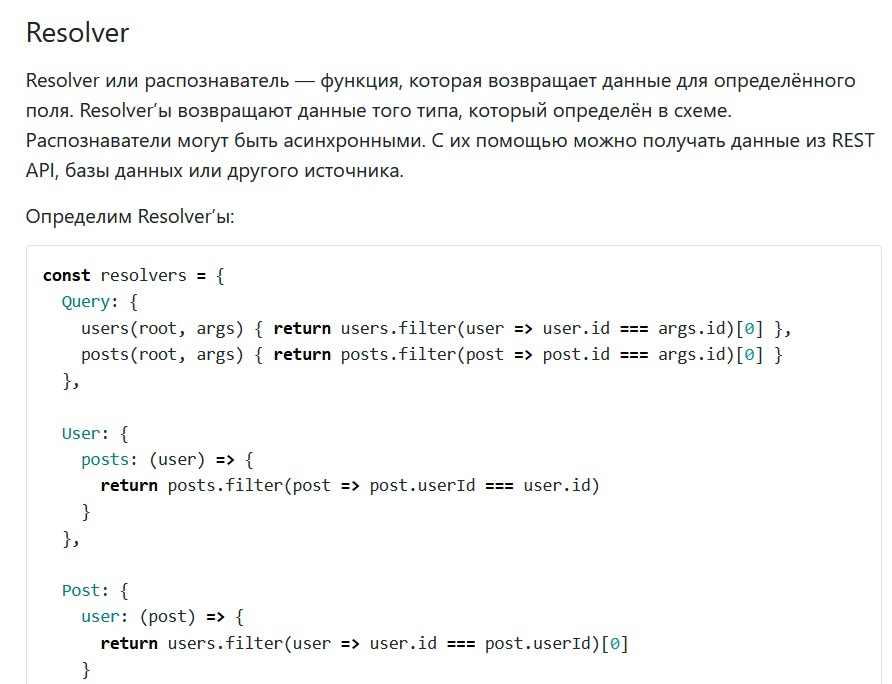 Resolver
Resolver или распознаватель — функция, которая возвращает данные для определённого
поля. Resolver’ы возвращают данные того типа, который определён в схеме.
Распознаватели могут быть асинхронными. С их помощью можно получать данные из REST
API, базы данных или другого источника.
Определим Resolver’ы:
const resolvers = {
  Query: {
    users(root, args) { return users.filter(user => user.id === args.id)[0] },
    posts(root, args) { return posts.filter(post => post.id === args.id)[0] }
  },
  User: {
    posts: (user) => {
      return posts.filter(post => post.userId === user.id)
    }
  },
  Post: {
    user: (post) => {
      return users.filter(user => user.id === post.userId)[0]
    }